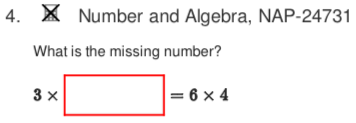 4. Number and Algebra, NAP-24731
What is the missing number?
3 × = 6 × 4